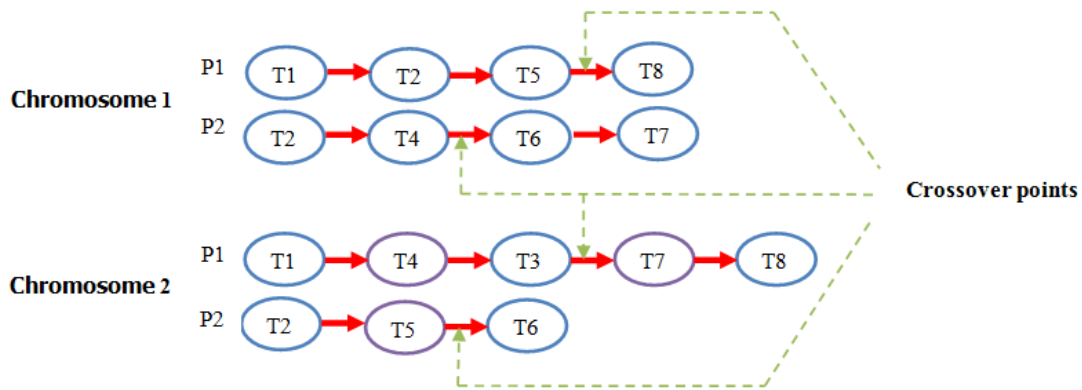 P1 T1 T2 T5 T8
Chromosome 1
P2 T2 T4 T6 T7
Crossover points
P1 T1 T4 T3 T7 T8
Chromosome 2
P2 T2 T5 T6